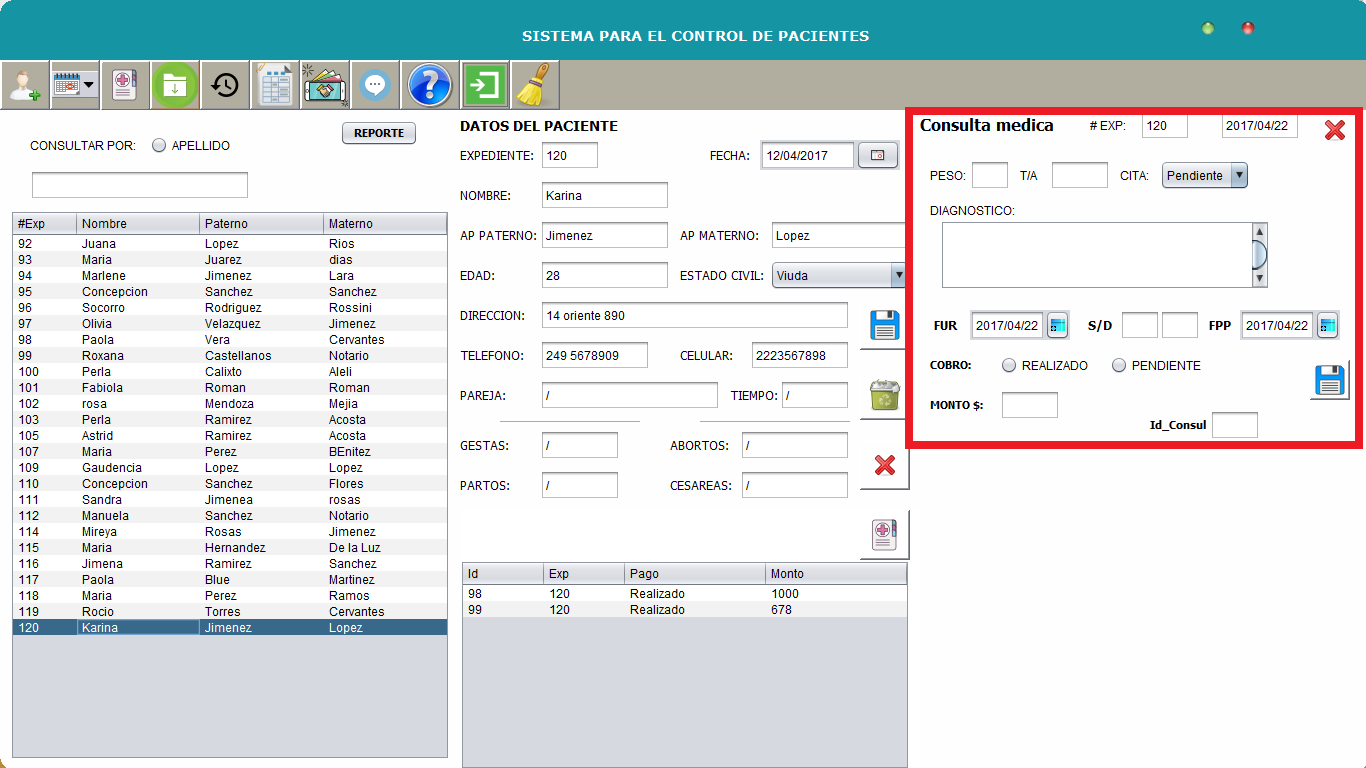 SISTEMA PARA EL CONTROL DE PACIENTES
CONSULTAR POR: APELLIDO
REPORTE
#Exp Nombre Paterno Materno
92 Juana Lopez Rios
93 Maria Juarez dias
94 Marlene Jimenez Lara
95 Concepcion Sanchez Sanchez
96 Socorro Rodriguez Rossini
97 Olivia Velazquez Jimenez
98 Paola Vera Cervantes
99 Roxana Castellanos Notario
100 Perla Calixto Aleli
101 Fabiola Roman Roman
102 rosa Mendoza Mejia
103 Perla Ramirez Acosta
105 Astrid Ramirez Acosta
107 Maria Perez BEnitez
109 Gaudencia Lopez Lopez
110 Concepcion Sanchez Flores
111 Sandra Jimenea rosas
112 Manuela Sanchez Notario
114 Mireya Rosas Jimenez
115 Maria Hernandez De la Luz
116 Jimena Ramirez Sanchez
117 Paola Blue Martinez
118 Maria Perez Ramos
119 Rocio Torres Cervantes
120 Karina Jimenez Lopez
DATOS DEL PACIENTE
EXPEDIENTE: 120 FECHA: 12/04/2017
NOMBRE: Karina
AP PATERNO: Jimenez AP MATERNO: Lopez
EDAD: 28 ESTADO CIVIL: Viuda
DIRECCION: 14 oriente 890
TELEFONO: 249 5678909 CELULAR: 2223567898
PAREJA: / TIEMPO: /
GESTAS: / ABORTOS: /
PARTOS: / CESAREAS: /
Id Exp Pago Monto
98 120 Realizado 1000
99 120 Realizado 678
Consulta medica # EXP: 120 2017/04/22
PESO: T/A CITA: Pendiente
DIAGNOSTICO:
FUR 2017/04/22 S/D FPP 2017/04/22
COBRO: REALIZADO PENDIENTE
MONTO $:
Id_Consul